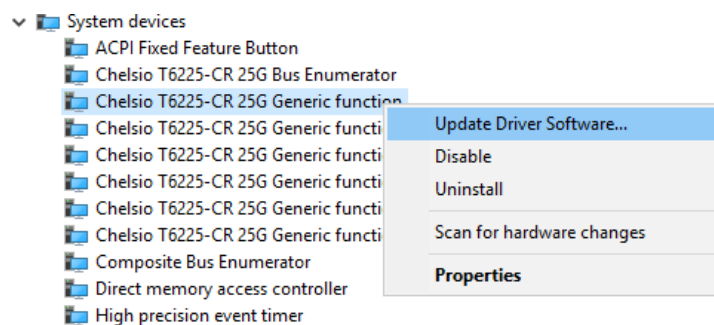 System devices
ACPI Fixed Feature Button
Chelsio T6225-CR 25G Bus Enumerator
Chelsio T6225-CR 25G Generic function
Update Driver Software...
Chelsio T6225-CR 25G Generic functi
Disable
Chelsio T6225-CR 25G Generic functi
Uninstall
Chelsio T6225-CR 25G Generic functi
Chelsio T6225-CR 25G Generic functi
Scan for hardware changes
Chelsio T6225-CR 25G Generic functi
Composite Bus Enumerator
Properties
Direct memory access controller
High precision event timer